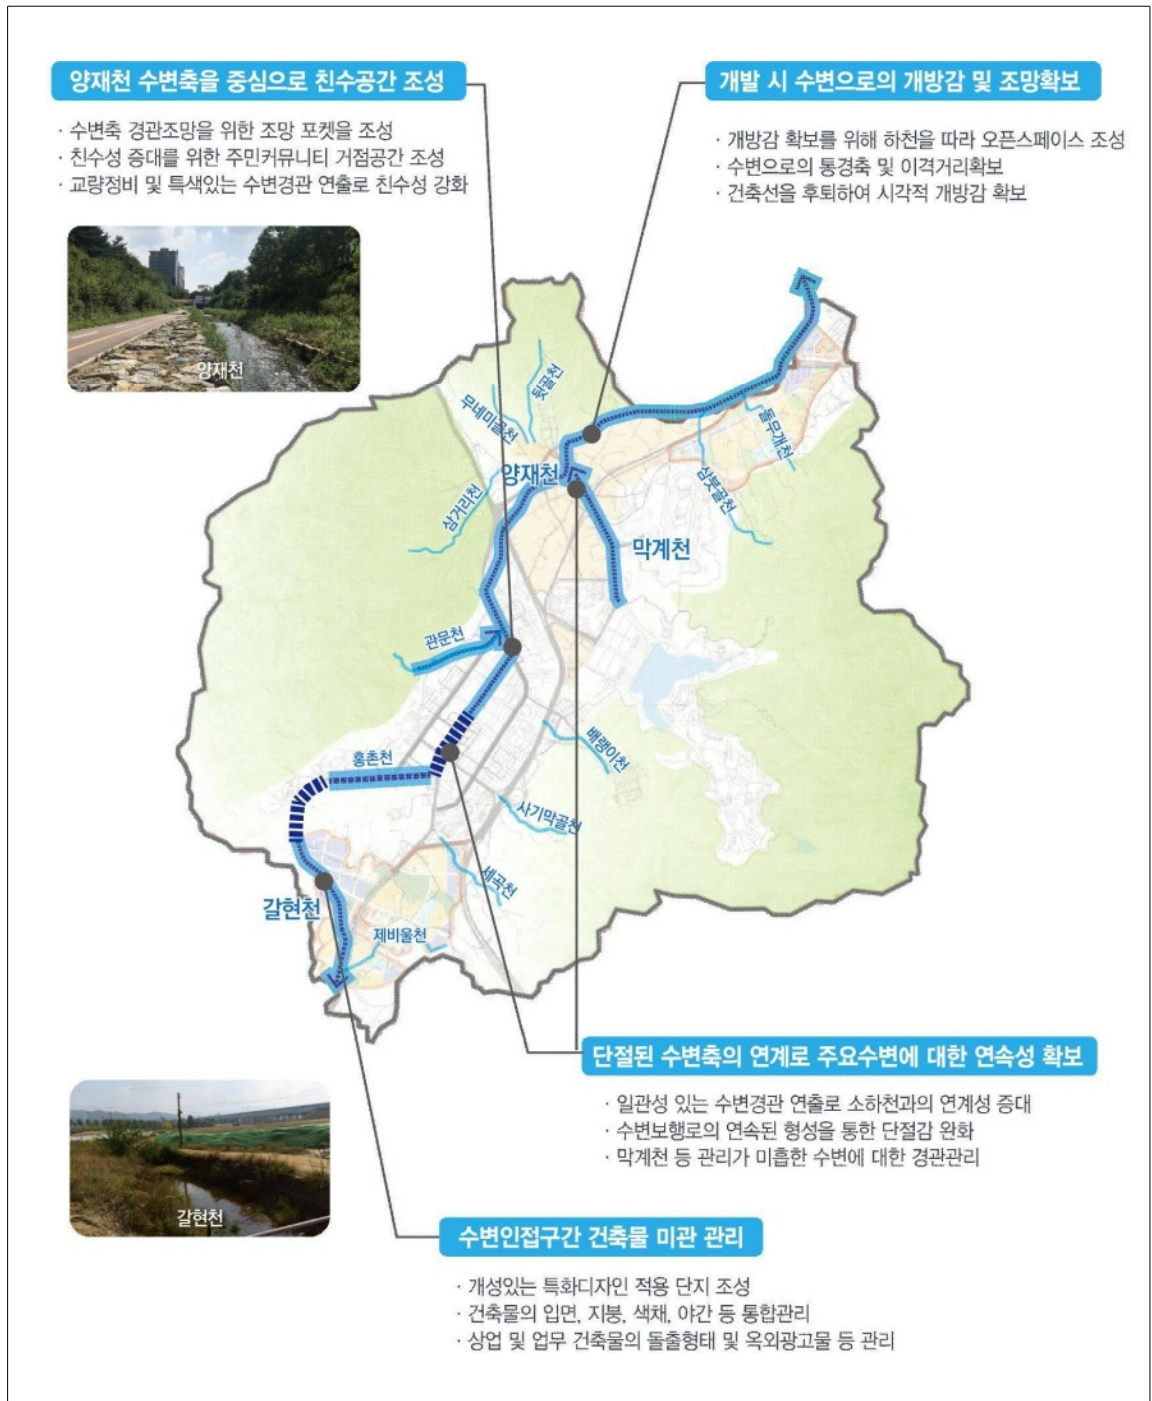 양재천 수변축을 중심으로 친수공간 조성
· 수변축 경관조망을 위한 조망 포켓을 조성
· 친수성 증대를 위한 주민커뮤니티 거점공간 조성
· 교량정비 및 특색있는 수변경관 연출로 친수성 강화
개발 시 수변으로의 개방감 및 조망확보
· 개방감 확보를 위해 하천을 따라 오픈스페이스 조성
· 수변으로의 통경축 및 이격거리확보
· 건축선을 후퇴하여 시각적 개방감 확보
양재천
뒷골천
무네미골천
돌무개천
양재천
삼거리천
삼붓골천
막계천
관문천
배랭이천
홍촌천
사기막골천
세곡천
갈현천
제비울천
단절된 수변축의 연계로 주요수변에 대한 연속성 확보
· 일관성 있는 수변경관 연출로 소하천과의 연계성 증대
· 수변보행로의 연속된 형성을 통한 단절감 완화
· 막계천 등 관리가 미흡한 수변에 대한 경관관리
갈현천
수변인접구간 건축물 미관 관리
· 개성있는 특화디자인 적용 단지 조성
· 건축물의 입면, 지붕, 색채, 야간 등 통합관리
· 상업 및 업무 건축물의 돌출형태 및 옥외광고물 등 관리